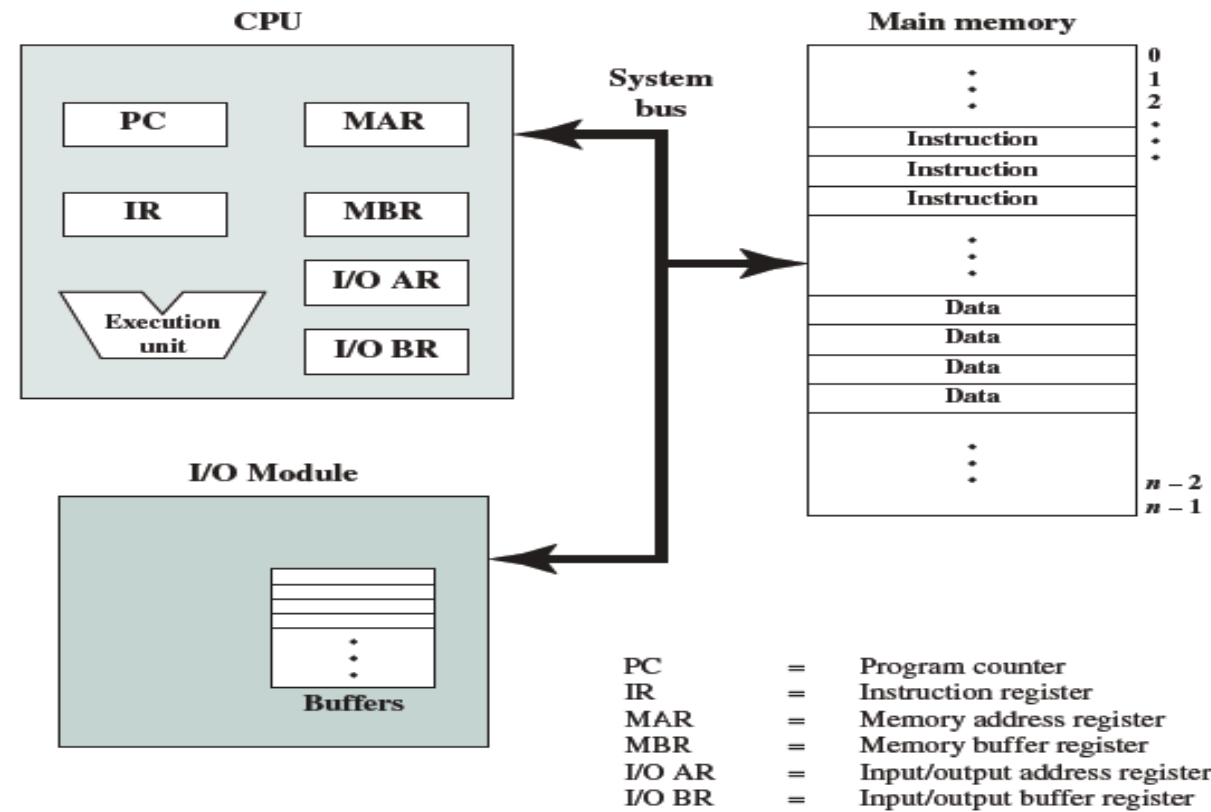 CPU
PC
MAR
IR
MBR
I/O AR
Execution
unit
I/O BR
System
bus
Main memory
0
1
2
Instruction
Instruction
Instruction
Data
Data
Data
Data
n – 2
n – 1
I/O Module
Buffers
PC = Program counter
IR = Instruction register
MAR = Memory address register
MBR = Memory buffer register
I/O AR = Input/output address register
I/O BR = Input/output buffer register